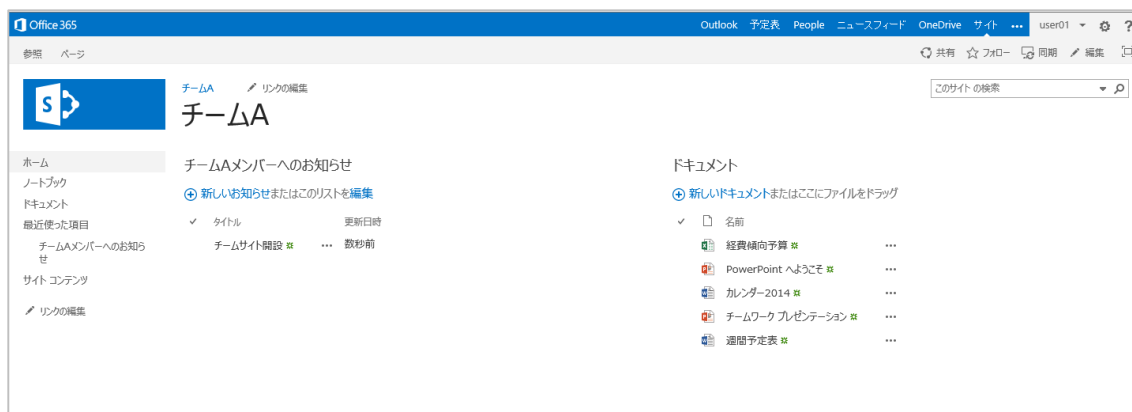 Office 365 Outlook 予定表 People ニュースフィード OneDrive サイト ••• user01 ?
参照 ページ 共有 フォロー 同期 編集
S
チームA リンクの編集
チームA
このサイト の検索
ホーム
ノートブック
ドキュメント
最近使った項目
チームAメンバーへのお知ら
せ
サイト コンテンツ
リンクの編集
チームAメンバーへのお知らせ
新しいお知らせまたはこのリストを編集
タイトル 更新日時
チームサイト開設 ••• 数秒前
ドキュメント
新しいドキュメントまたはここにファイルをドラッグ
名前
経費傾向予算 •••
PowerPoint へようこそ •••
カレンダー2014 •••
チームワーク プレゼンテーション •••
週間予定表 •••